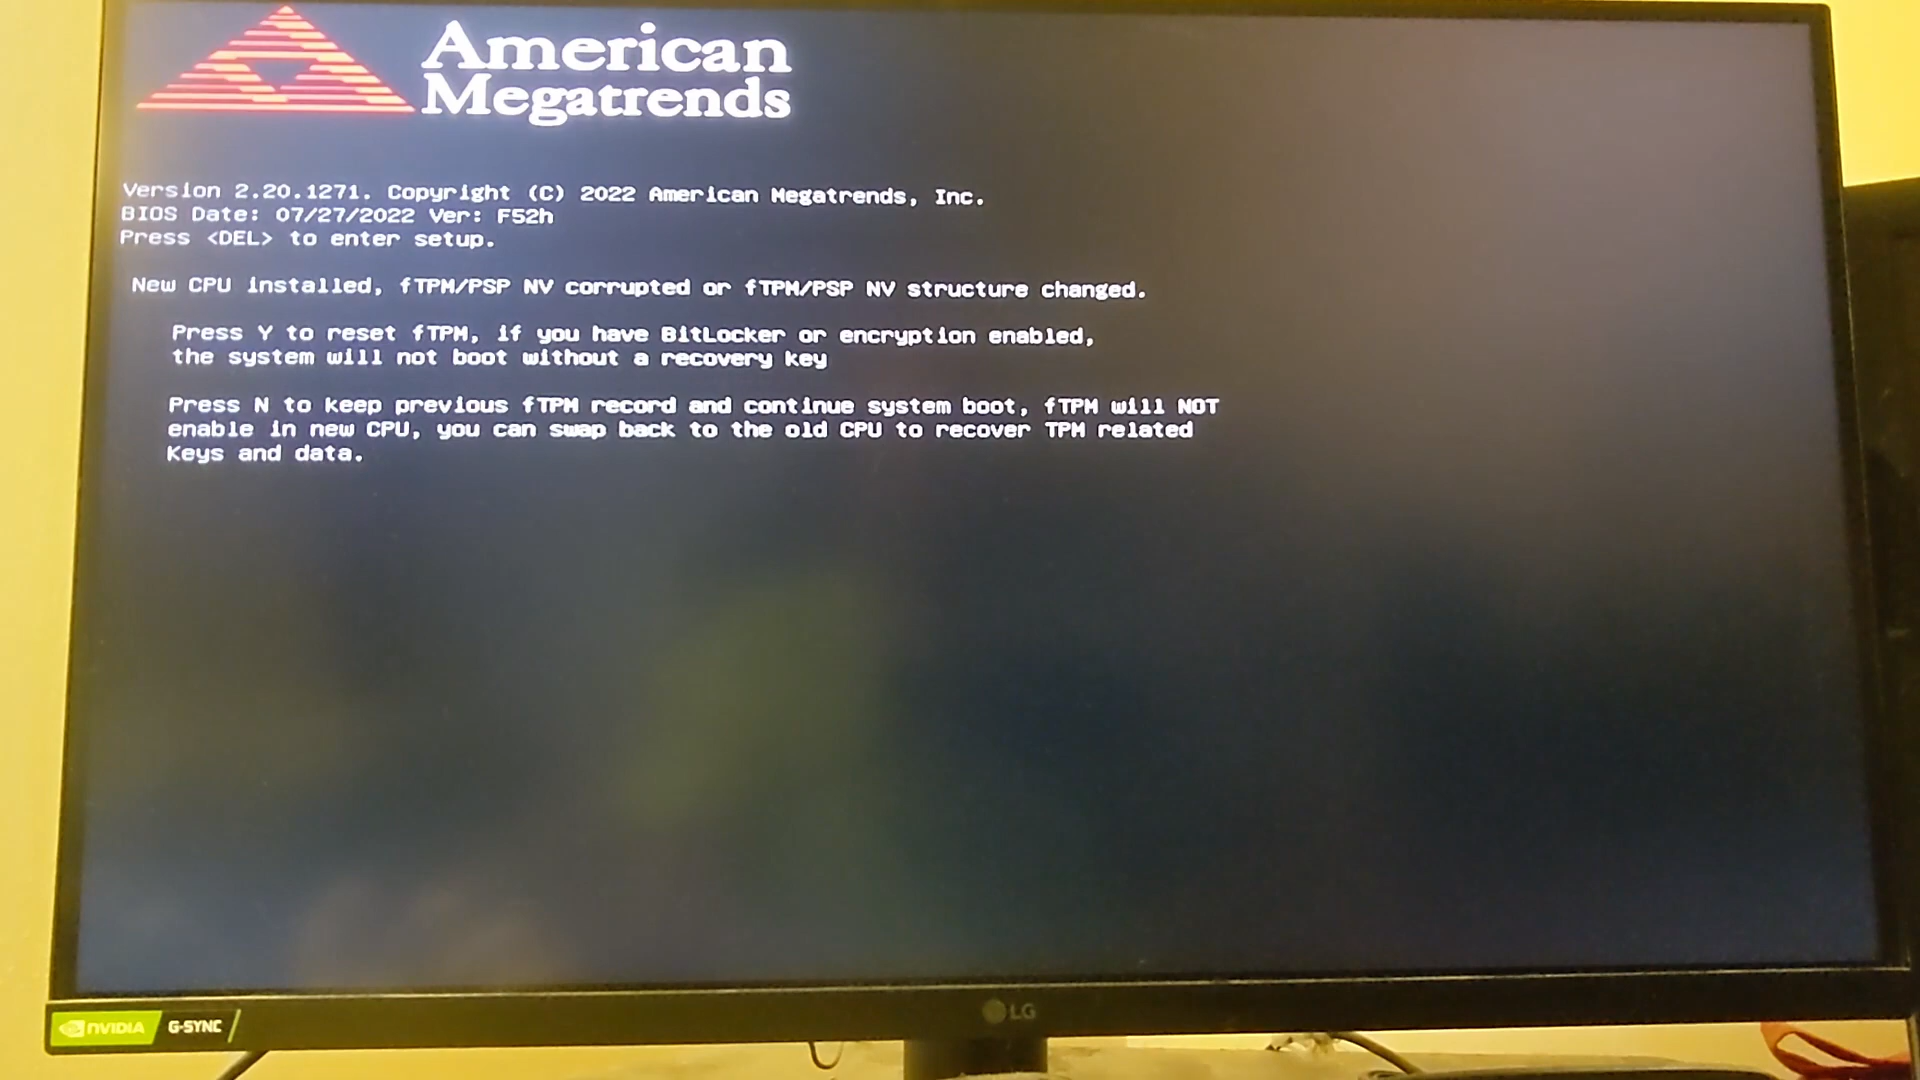 American
Megatrends
Version 2.20.1271. Copyright (C) 2022 American Megatrends, Inc.
BIOS Date: 07/27/2022 Ver: F52h
Press <DEL> to enter setup.
New CPU installed, fTPM/PSP NV corrupted or fTPM/PSP NV structure changed.
Press Y to reset fTPM, if you have BitLocker or encryption enabled,
the system will not boot without a recovery key
Press N to keep previous fTPM record and continue system boot, fTPM will NOT
enable in new CPU, you can swap back to the old CPU to recover TPM related
Keys and data.
NVIDIA G-SYNC
LG